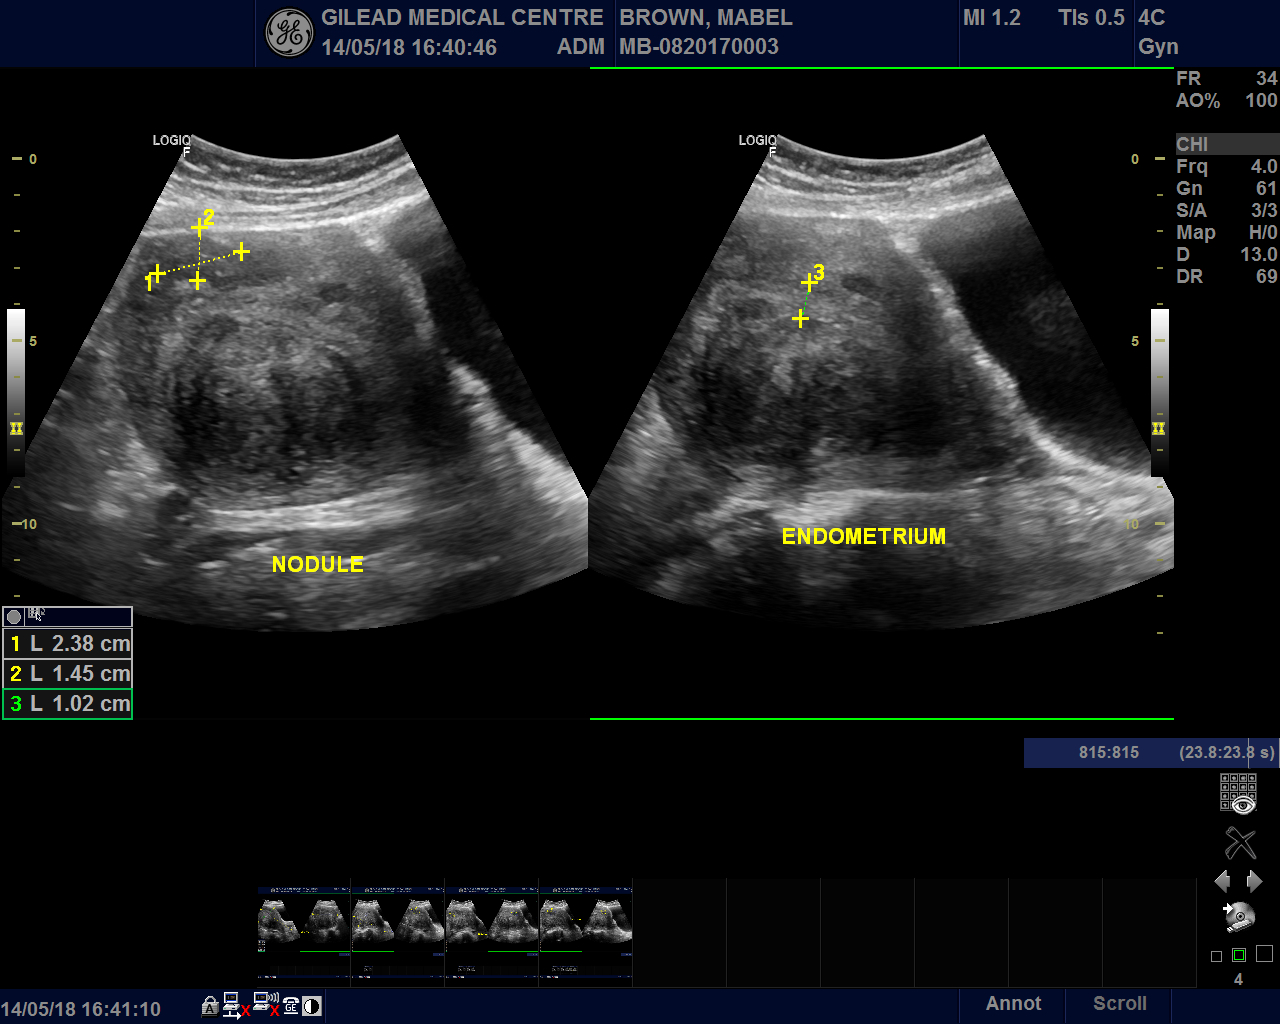 GILEAD MEDICAL CENTRE
14/05/18 16:40:46 ADM
BROWN, MABEL
MB-0820170003
MI 1.2 TIs 0.5
4C
Gyn
FR 34
AO% 100
CHI
Frq 4.0
Gn 61
S/A 3/3
Map H/0
D 13.0
DR 69
LOGIQ
F
LOGIQ
F
0
5
10
0
5
10
1
2
3
NODULE
ENDOMETRIUM
1 L 2.38 cm
2 L 1.45 cm
3 L 1.02 cm
815:815 (23.8:23.8 s)
4
14/05/18 16:41:10
A
GE
Annot
Scroll